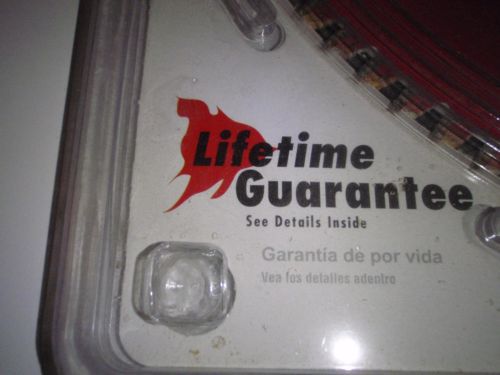 Lifetime
Guarantee
See Details Inside
Garantía de por vida
Vea los detalles adentro